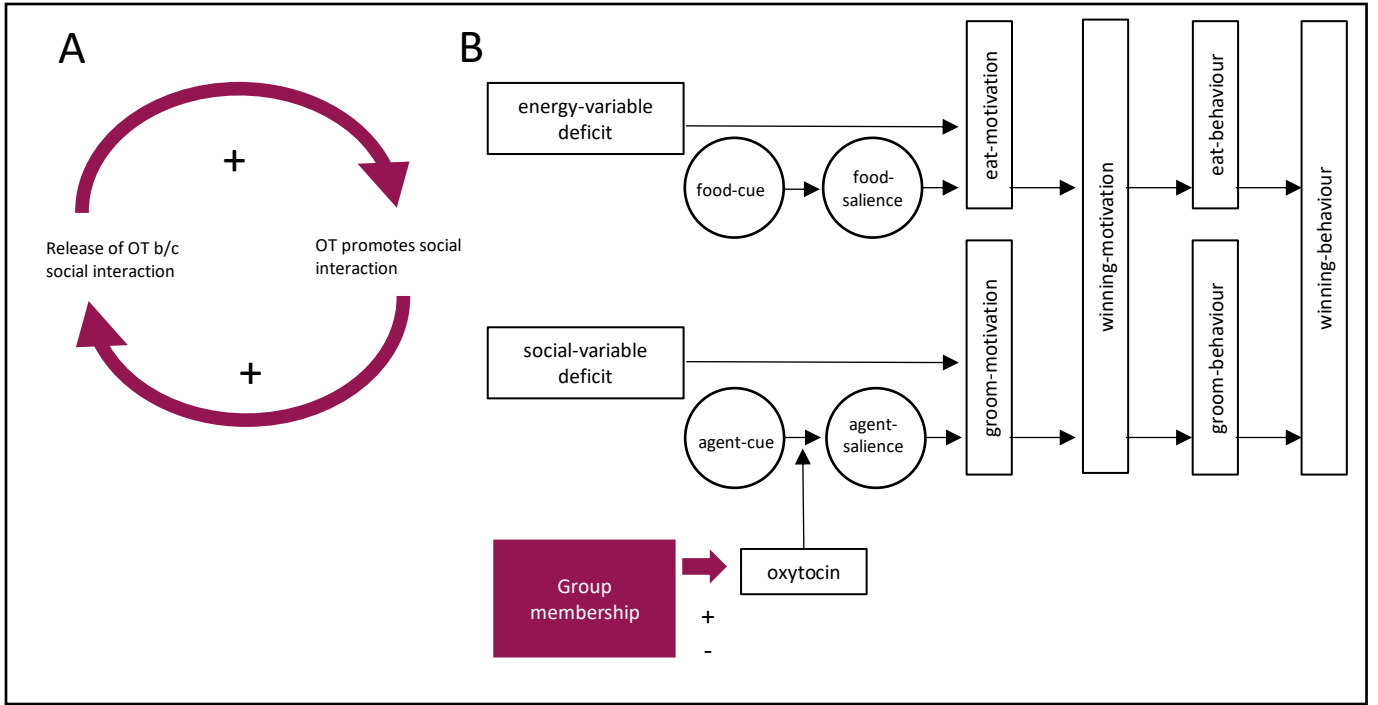 A
+
Release of OT b/c
social interaction
OT promotes social
interaction
+
B
energy-variable
deficit
food-cue
food-
salience
eat-motivation
winning-motivation
eat-behaviour
winning-behaviour
social-variable
deficit
agent-cue
agent-
salience
groom-motivation
groom-behaviour
Group
membership
+
-
oxytocin